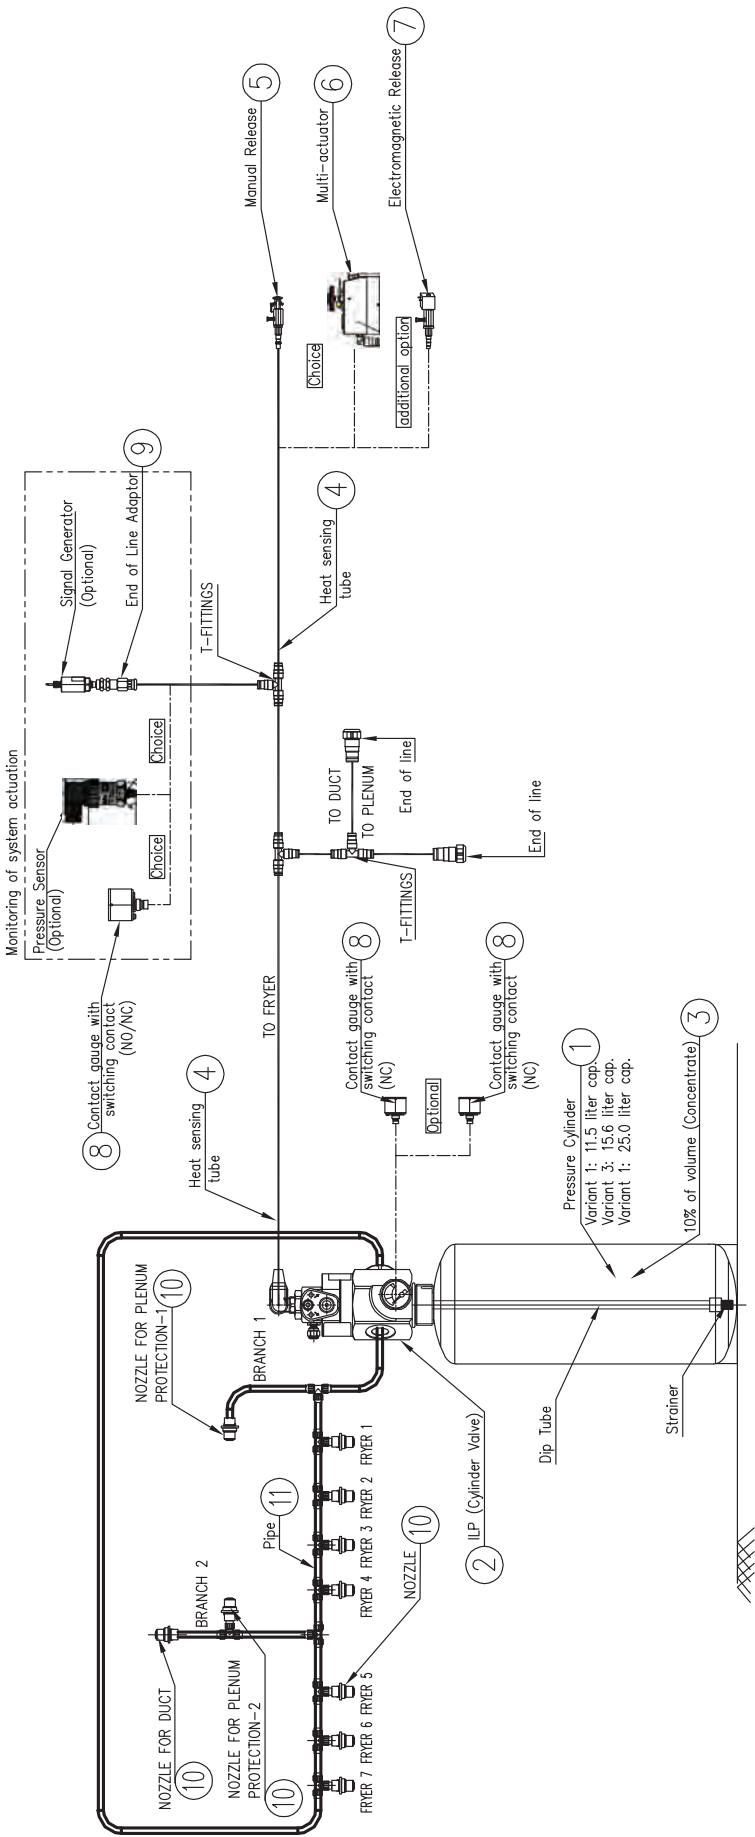 Monitoring of system actuation
Pressure Sensor
(Optional)
Signal Generator
(Optional)
End of Line Adaptor
9
Choice
Choice
8
Contact gauge with
switching contact
(NO/NC)
T-FITTINGS
Manual Release
5
Multi-actuator
6
Electromagnetic Release
7
Choice
additional option
Heat sensing
tube
4
TO FRYER
TO DUCT
TO PLENUM
End of line
End of line
T-FITTINGS
Heat sensing
tube
4
Contact gauge with
switching contact
(NC)
8
Optional
Contact gauge with
switching contact
(NC)
8
Pressure Cylinder
1
Variant 1: 11.5 liter cap.
Variant 3: 15.6 liter cap.
Variant 1: 25.0 liter cap.
10% of volume (Concentrate)
3
NOZZLE FOR PLENUM
PROTECTION-1
10
BRANCH 1
Pipe
11
BRANCH 2
NOZZLE FOR DUCT
10
NOZZLE FOR PLENUM
PROTECTION-2
10
FRYER 7
FRYER 6
FRYER 5
FRYER 4
FRYER 3
FRYER 2
FRYER 1
NOZZLE
10
2
ILP (Cylinder Valve)
Dip Tube
Strainer